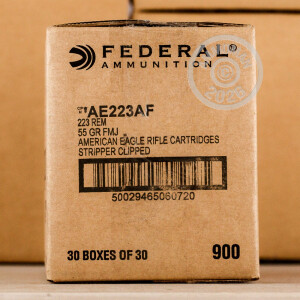 FEDERAL
AMMUNITION
AE223AF
223 REM
55 GR FMJ
AMERICAN EAGLE RIFLE CARTRIDGES
STRIPPER CLIPPED
50029465060720
30 BOXES OF 30 900